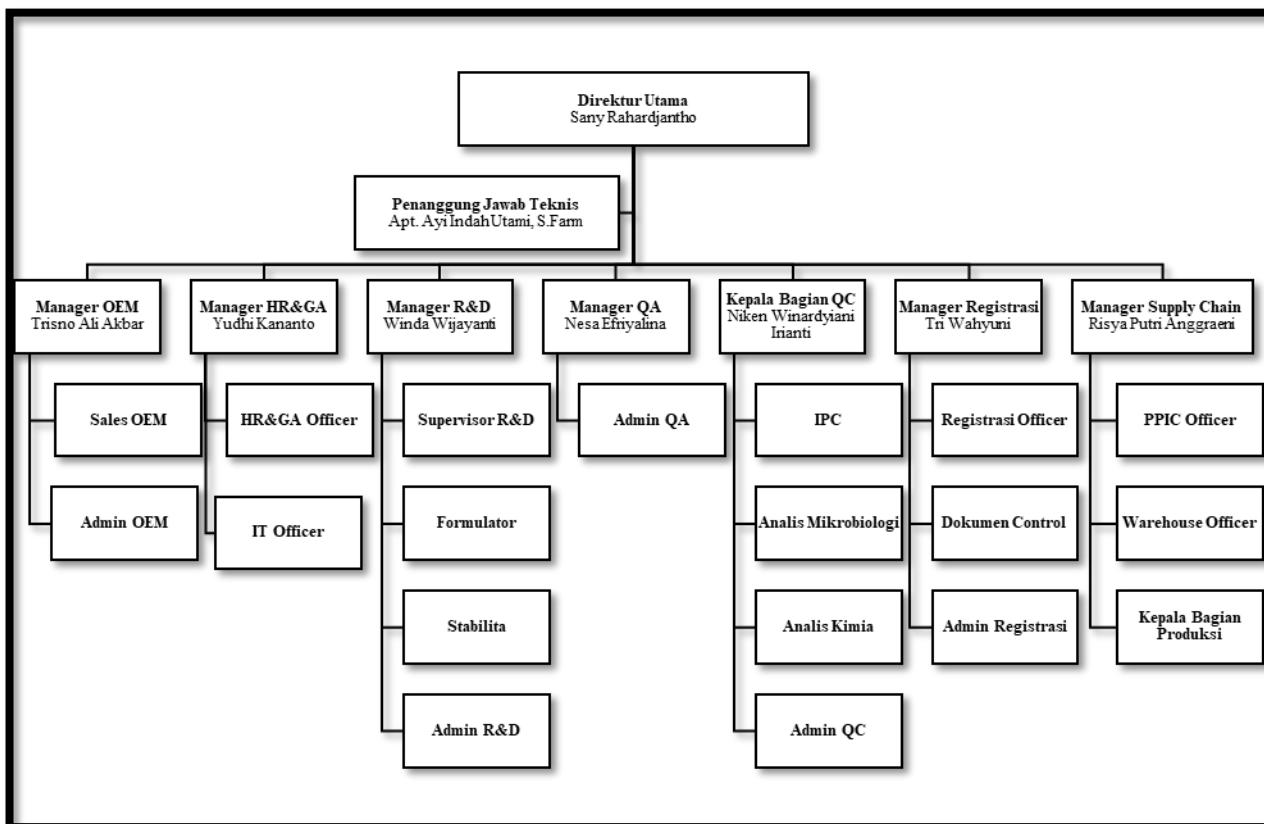 Direktur Utama
Sany Rahardjantho
Penanggung Jawab Teknis
Apt. Ayi Indah Utami, S.Farm
Manager OEM
Trisno Ali Akbar
Manager HR&GA
Yudhi Kananto
Manager R&D
Winda Wijayanti
Manager QA
Nesa Efriyalina
Kepala Bagian QC
Niken Winardyiani
Irianti
Manager Registrasi
Tri Wahyuni
Manager Supply Chain
Risya Putri Anggraeni
Sales OEM
HR&GA Officer
Supervisor R&D
Admin QA
IPC
Registrasi Officer
PPIC Officer
Admin OEM
IT Officer
Formulator
Analis Mikrobiologi
Dokumen Control
Warehouse Officer
Stabilita
Analis Kimia
Admin Registrasi
Kepala Bagian
Produksi
Admin R&D
Admin QC